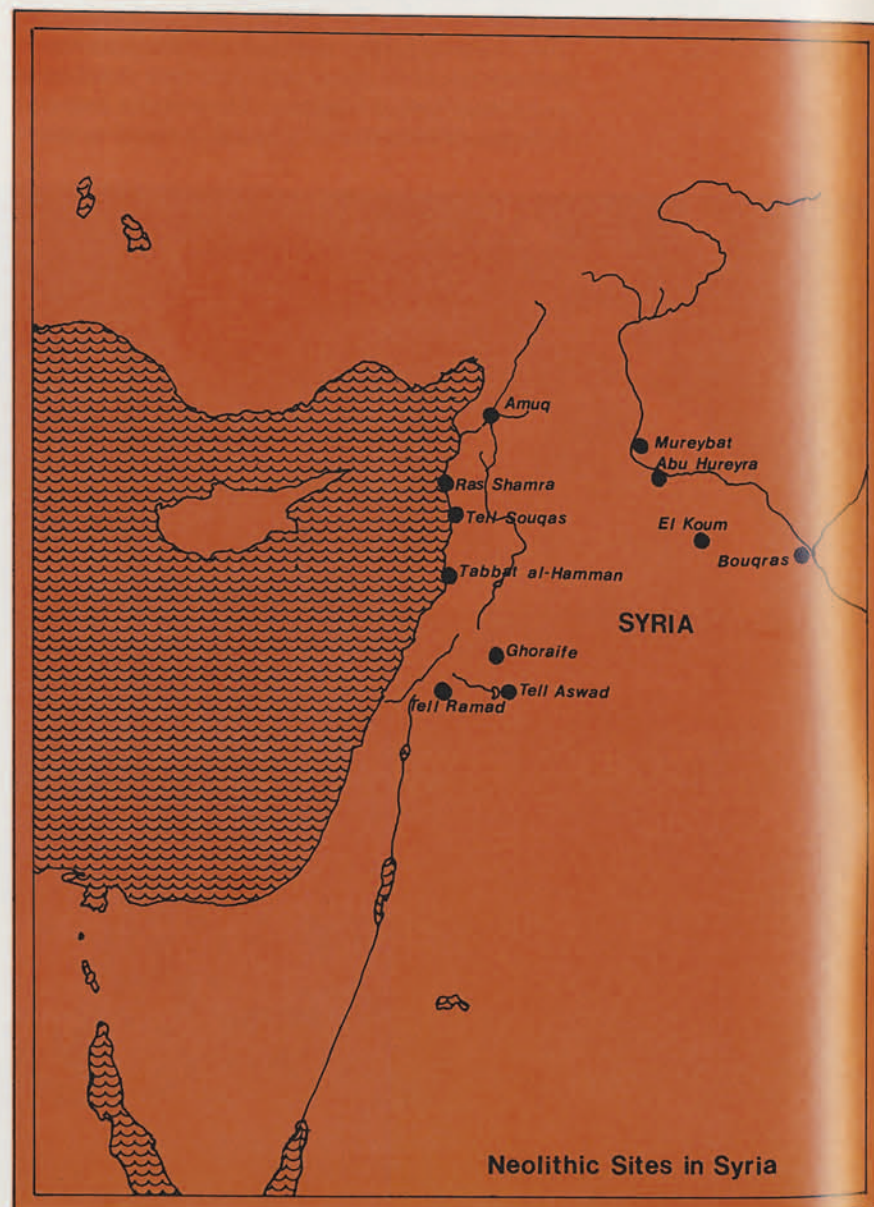 Amuq
Mureybat
Abu Hureyra
Ras Shamra
Tell Souqas
El Koum
Bouqras
Tabbat al-Hamman
SYRIA
Ghoraife
Tell Aswad
Tell Ramad
Neolithic Sites in Syria